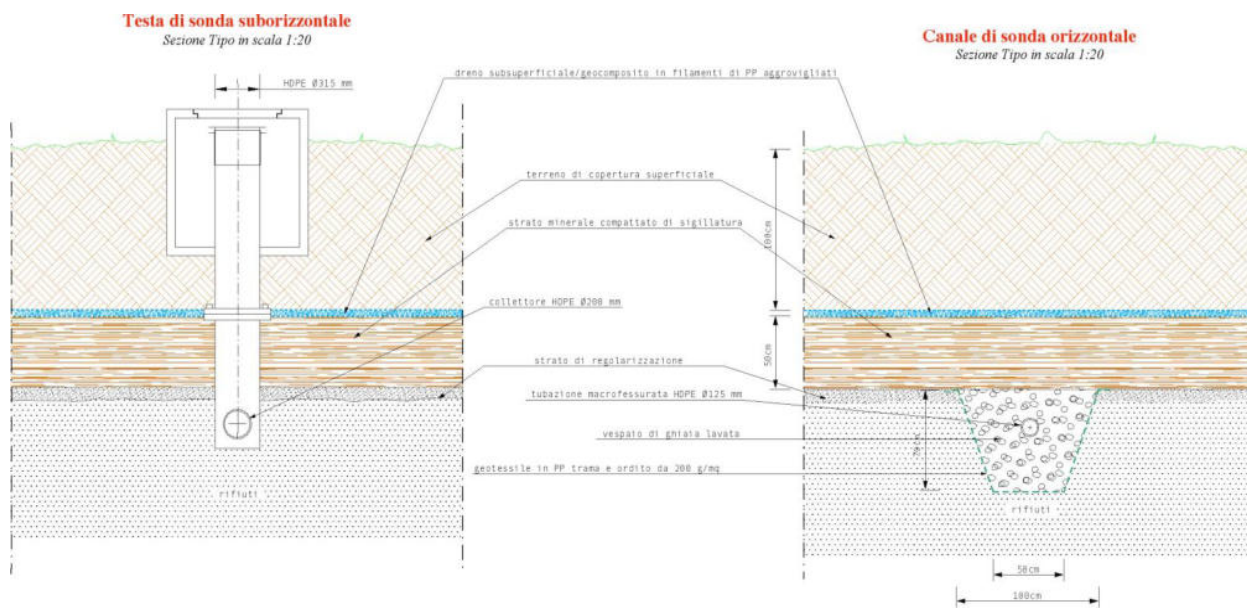 Testa di sonda suborizzontale
Sezione Tipo in scala 1:20
Canale di sonda orizzontale
Sezione Tipo in scala 1:20
HDPE Ø315 mm
dreno subsuperficiale/geocomposito in filamenti di PP aggrovigliati
terreno di copertura superficiale
strato minerale compattato di sigillatura
100cm
collettore HDPE Ø200 mm
50cm
strato di regolarizzazione
tubazione macrofessurata HDPE Ø125 mm
vespaio di ghiaia lavata
70cm
geotessile in PP trama e ordito da 200 g/mq
rifiuti
rifiuti
50cm
100cm